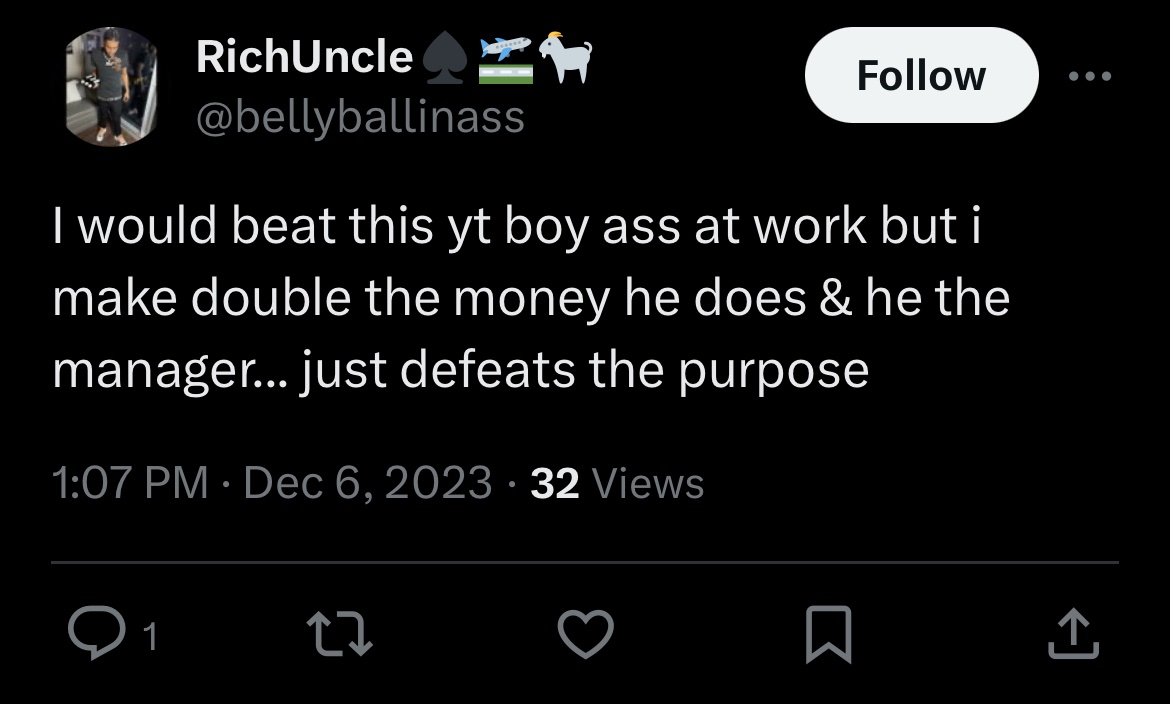 RichUncle♠️🛫🐐
Follow
@bellyballinass
I would beat this yt boy ass at work but i
make double the money he does & he the
manager... just defeats the purpose
1:07 PM · Dec 6, 2023 · 32 Views
1